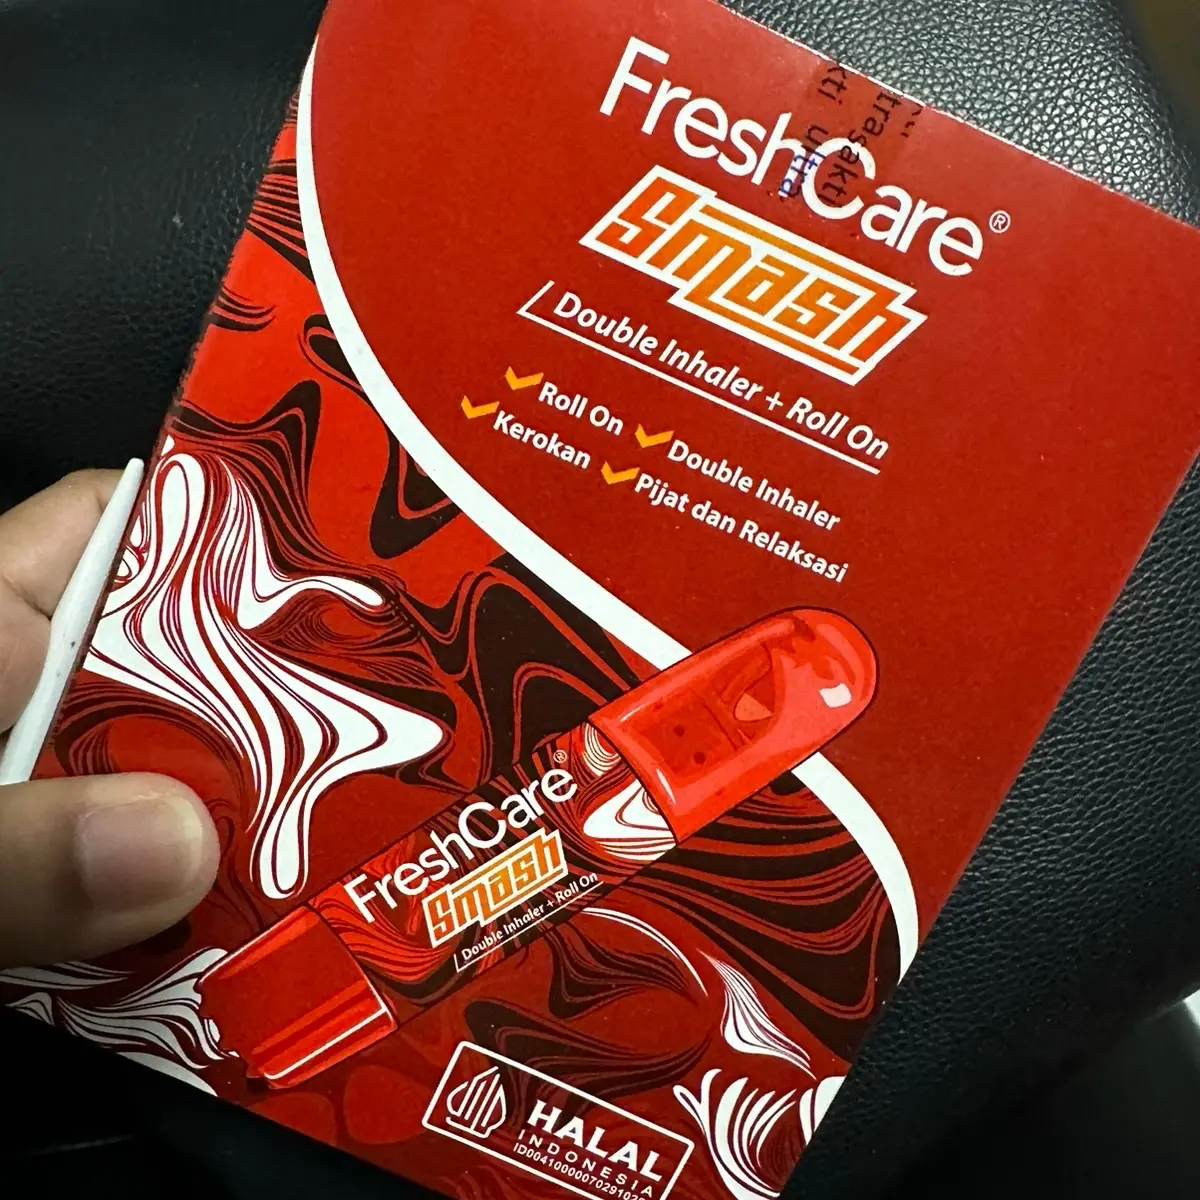 FreshCare®
smash
Double Inhaler + Roll On
Roll On Double Inhaler
Kerokan Pijat dan Relaksasi
FreshCare®
smash
Double Inhaler + Roll On
HALAL
INDONESIA